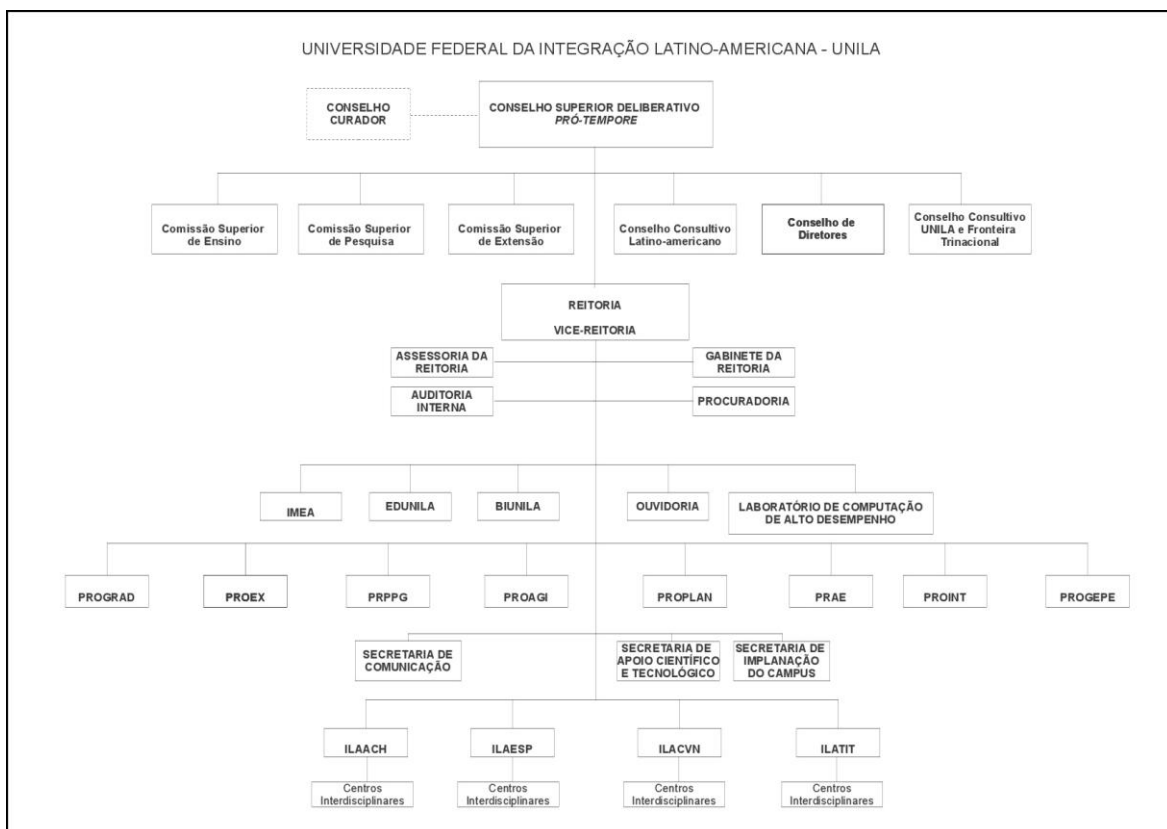 UNIVERSIDADE FEDERAL DA INTEGRAÇÃO LATINO-AMERICANA - UNILA
CONSELHO
CURADOR
CONSELHO SUPERIOR DELIBERATIVO
PRÓ-TEMPORE
Comissão Superior
de Ensino
Comissão Superior
de Pesquisa
Comissão Superior
de Extensão
Conselho Consultivo
Latino-americano
Conselho de
Diretores
Conselho Consultivo
UNILA e Fronteira
Trinacional
REITORIA
VICE-REITORIA
ASSESSORIA DA
REITORIA
GABINETE DA
REITORIA
AUDITORIA
INTERNA
PROCURADORIA
IMEA
EDUNILA
BIUNILA
OUVIDORIA
LABORATÓRIO DE COMPUTAÇÃO
DE ALTO DESEMPENHO
PROGRAD
PROEX
PRPPG
PROAGI
PROPLAN
PRAE
PROINT
PROGEPE
SECRETARIA DE
COMUNICAÇÃO
SECRETARIA DE
APOIO CIENTÍFICO
E TECNOLÓGICO
SECRETARIA DE
IMPLANAÇÃO
DO CAMPUS
ILAACH
ILAESP
ILACVN
ILATIT
Centros
Interdisciplinares
Centros
Interdisciplinares
Centros
Interdisciplinares
Centros
Interdisciplinares